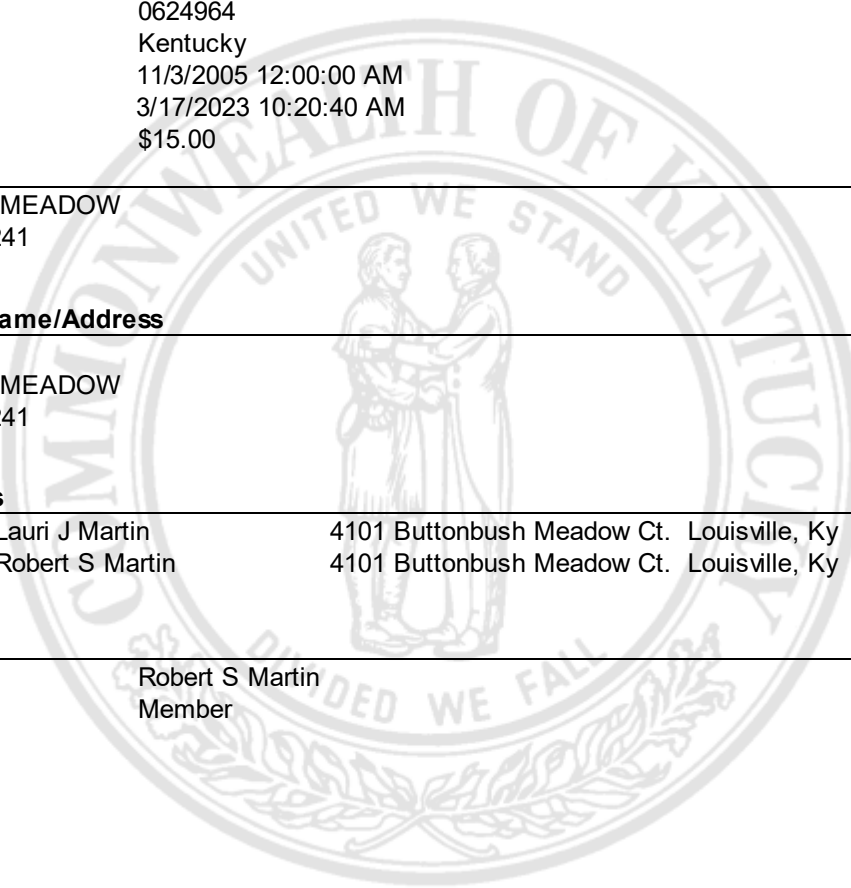 0624964
Kentucky
11/3/2005 12:00:00 AM
3/17/2023 10:20:40 AM
$15.00
MEADOW
241
ame/Address
MEADOW
241
s
Lauri J Martin 4101 Buttonbush Meadow Ct. Louisville, Ky
Robert S Martin 4101 Buttonbush Meadow Ct. Louisville, Ky
Robert S Martin
Member
COMMONWEALTH OF KENTUCKY
UNITED WE STAND
DIVIDED WE FALL